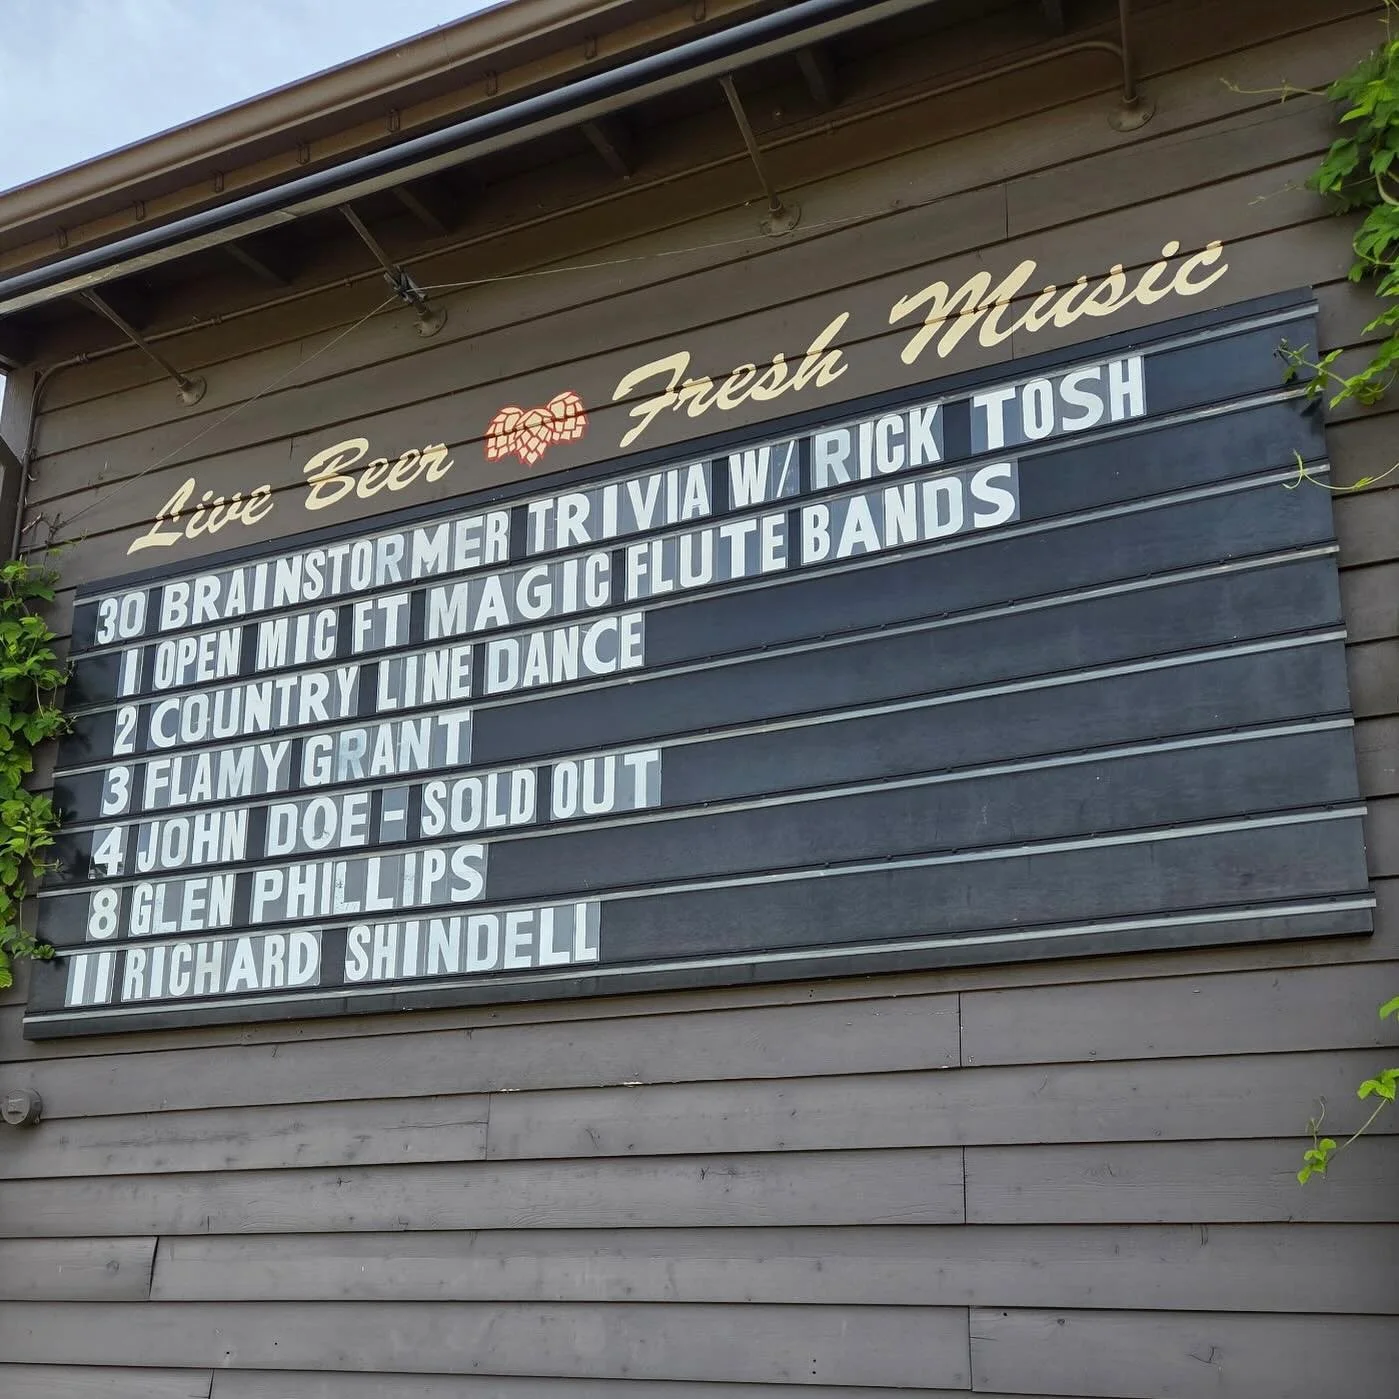 Live Beer Fresh Music
30 BRAINSTORMER TRIVIA W/ RICK TOSH
1 OPEN MIC FT MAGIC FLUTE BANDS
2 COUNTRY LINE DANCE
3 FLAMY GRANT
4 JOHN DOE - SOLD OUT
8 GLEN PHILLIPS
11 RICHARD SHINDELL